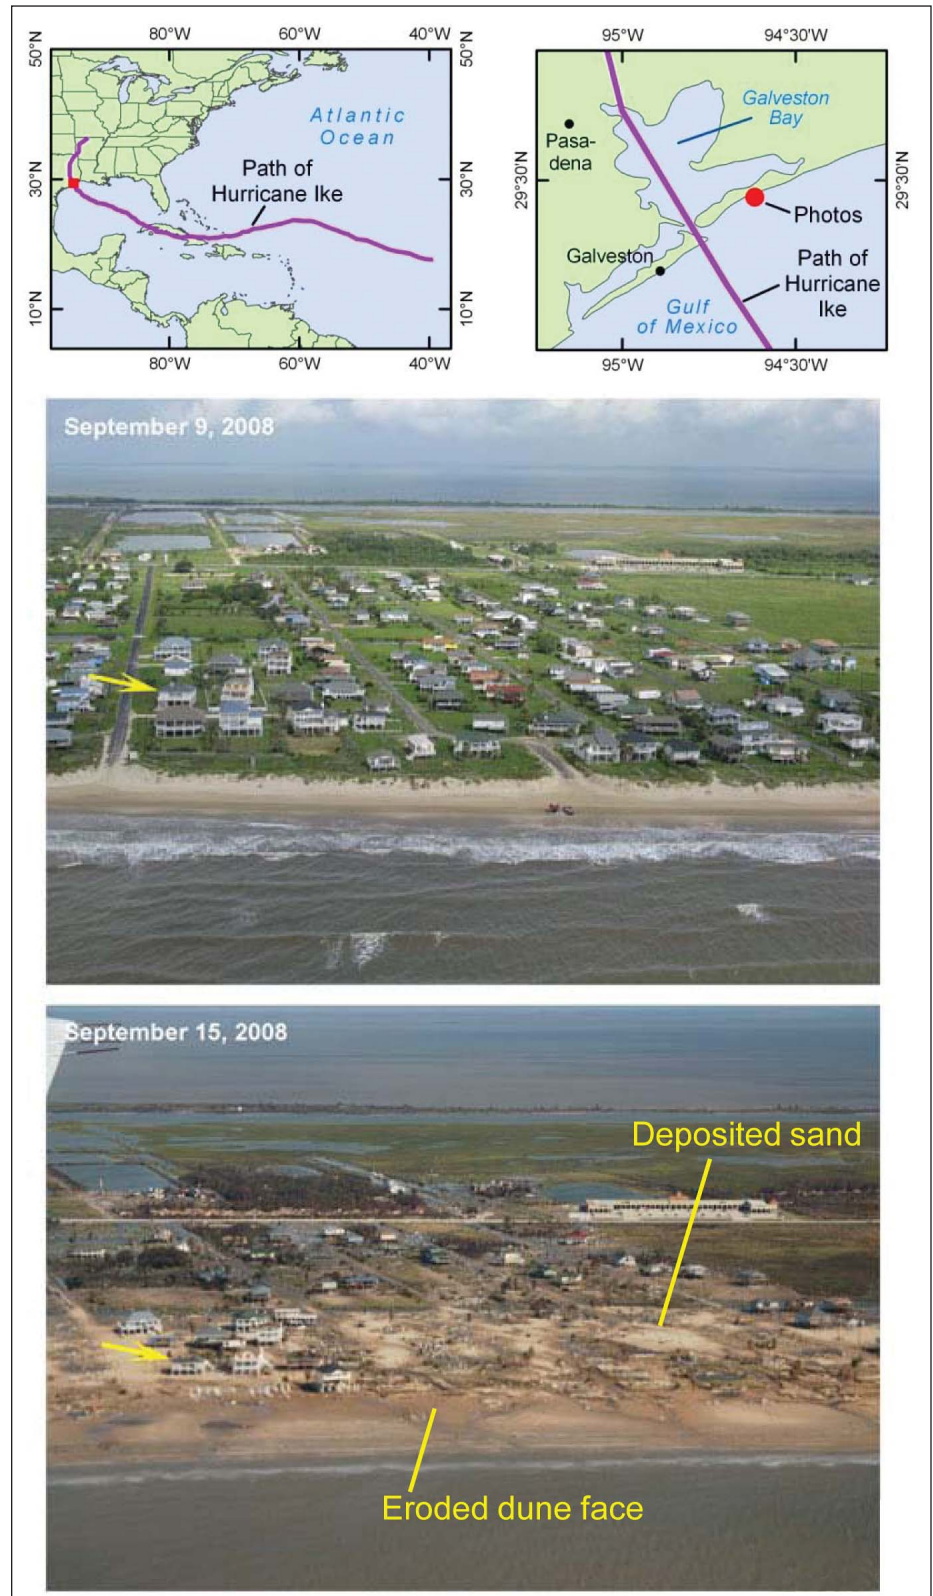 80°W 60°W 40°W
50°N
30°N
10°N
Atlantic
Ocean
Path of
Hurricane Ike
50°N
30°N
10°N
80°W 60°W 40°W
95°W 94°30'W
29°30'N
Galveston
Bay
Pasa-
dena
Photos
Galveston
Path of
Hurricane
Ike
Gulf
of Mexico
29°30'N
95°W 94°30'W
September 9, 2008
September 15, 2008
Deposited sand
Eroded dune face